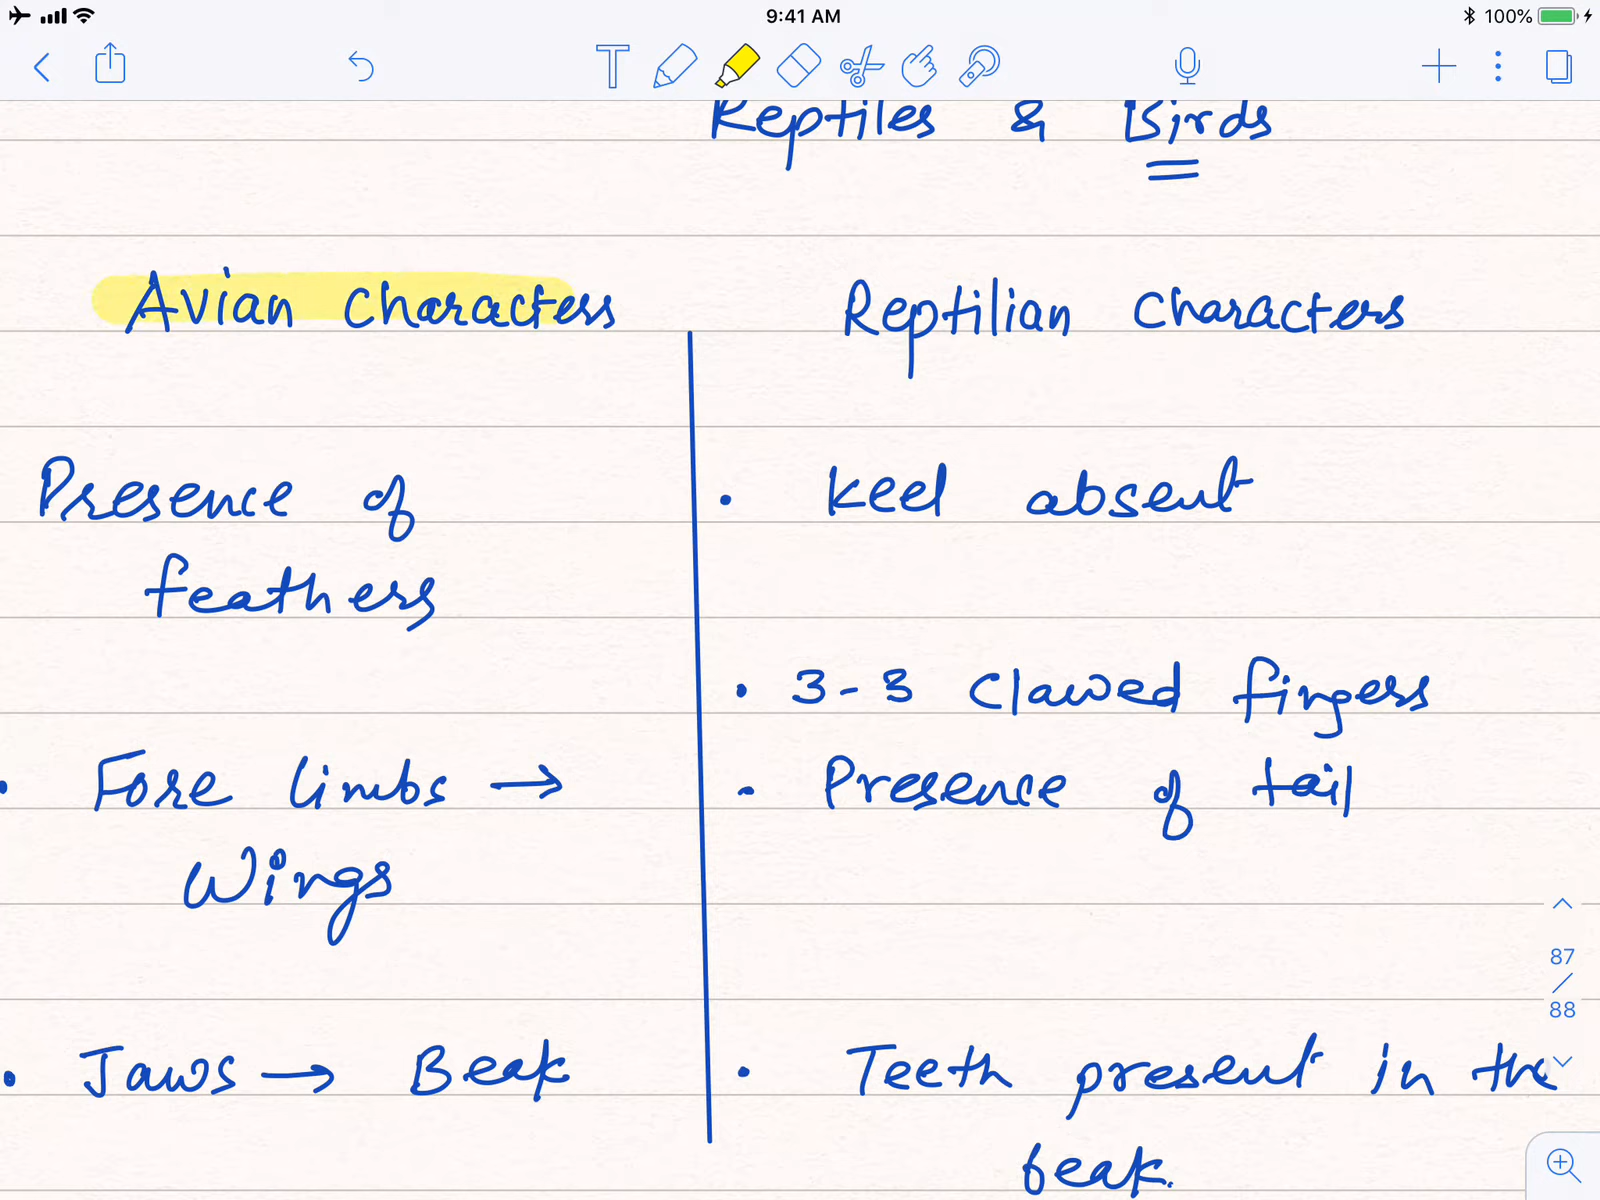 9:41 AM
100%
Reptiles & Birds
Avian characters
Reptilian characters
Presence of
feathers
• Keel absent
• 3-3 clawed fingers
• Fore limbs →
wings
• Presence of tail
• Jaws → Beak
• Teeth present in the
beak.
87
/
88